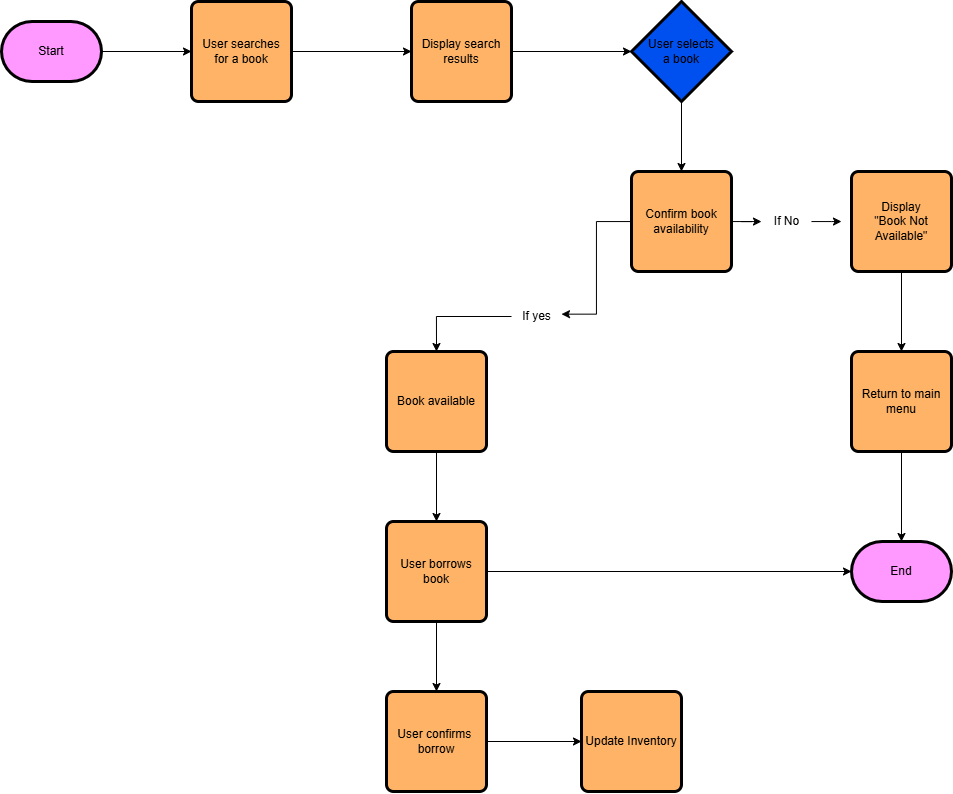 Start
User searches
for a book
Display search
results
User selects
a book
Confirm book
availability
If No
Display
"Book Not
Available"
If yes
Book available
Return to main
menu
User borrows
book
End
User confirms
borrow
Update Inventory